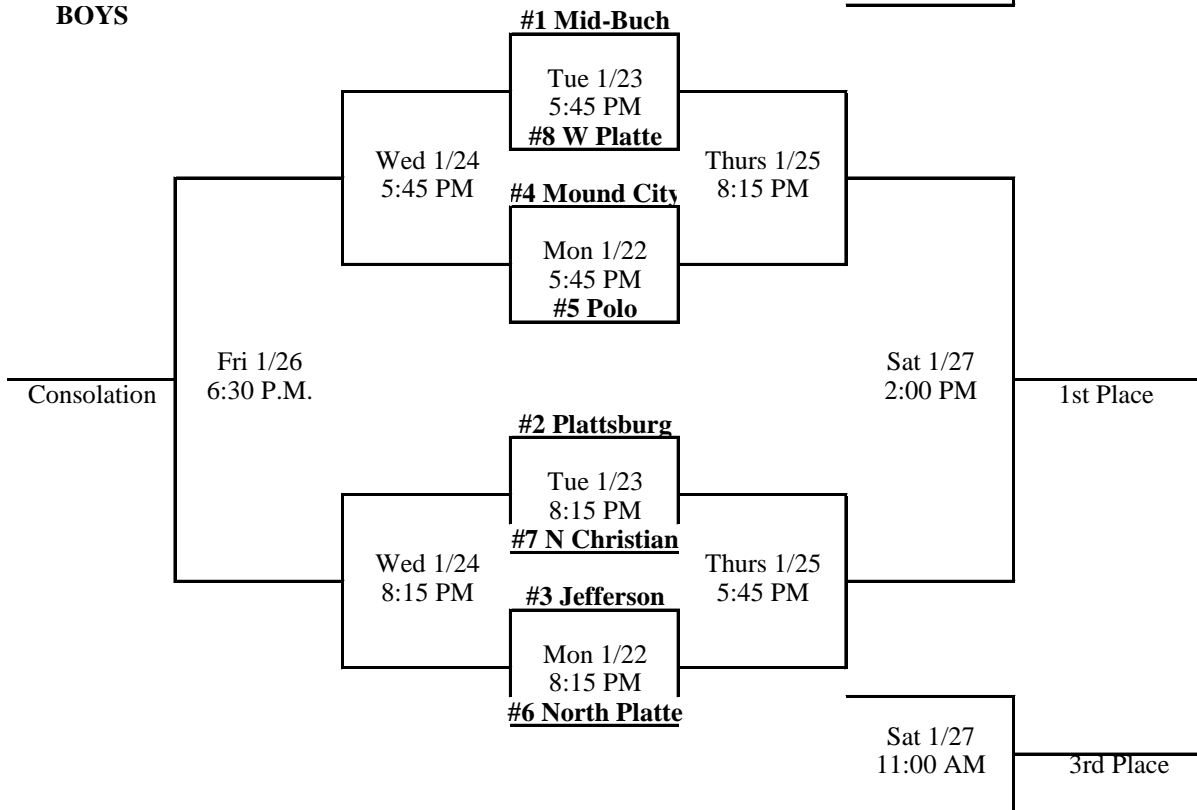 BOYS
#1 Mid-Buch
Tue 1/23
5:45 PM
#8 W Platte
Wed 1/24
5:45 PM
Thurs 1/25
8:15 PM
#4 Mound City
Mon 1/22
5:45 PM
#5 Polo
Fri 1/26
6:30 P.M.
Consolation
Sat 1/27
2:00 PM
1st Place
#2 Plattsburg
Tue 1/23
8:15 PM
#7 N Christian
Wed 1/24
8:15 PM
Thurs 1/25
5:45 PM
#3 Jefferson
Mon 1/22
8:15 PM
#6 North Platte
Sat 1/27
11:00 AM
3rd Place